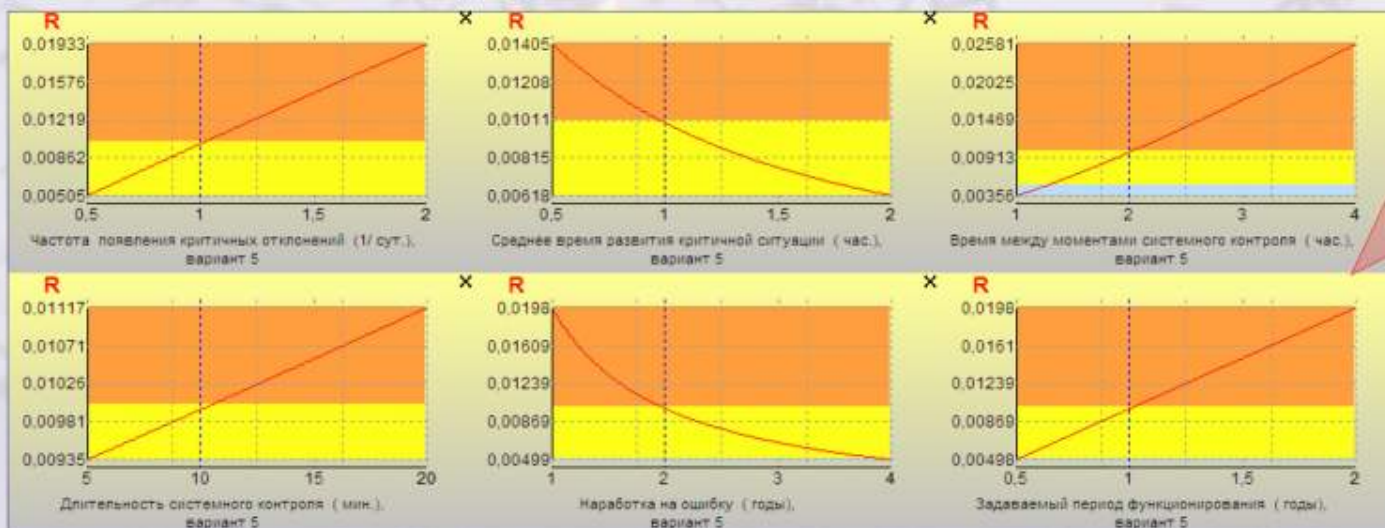 R
0.01933
0.01576
0.01219
0.00862
0.00505
0,5 1 1,5 2
Частота появления критичных отклонений (1/ сут.),
вариант 5
× R
0.01405
0.01208
0.01011
0.00815
0.00618
0,5 1 1,5 2
Среднее время развития критичной ситуации ( час.),
вариант 5
× R
0.02581
0.02025
0.01469
0.00913
0.00356
1 2 3 4
Время между моментами системного контроля ( час.),
вариант 5
R
0.01117
0.01071
0.01026
0.00981
0.00935
5 10 15 20
Длительность системного контроля ( мин.),
вариант 5
× R
0.0198
0.01609
0.01239
0.00869
0.00499
1 2 3 4
Наработка на ошибку ( годы),
вариант 5
× R
0.0198
0.0161
0.01239
0.00869
0.00498
0,5 1 1,5 2
Задаваемый период функционирования ( годы),
вариант 5